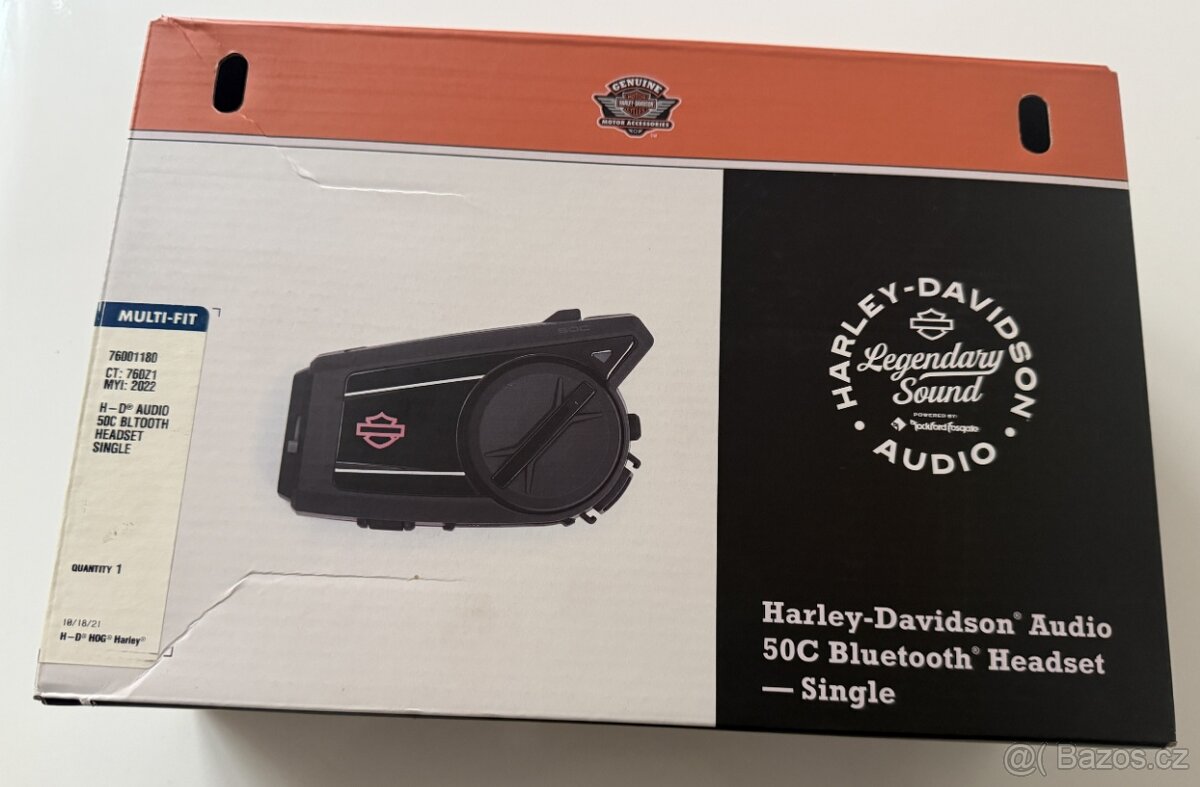 GENUINE
HARLEY-DAVIDSON
MOTOR ACCESSORIES
MULTI-FIT
76001180
CT: 760Z1
MYI: 2022
H-D® AUDIO
50C BLTOOTH
HEADSET
SINGLE
QUANTITY 1
10/18/21
H-D® HOG® Harley®
50C
HARLEY-DAVIDSON
Legendary
Sound
POWERED BY:
Rockford Fosgate
AUDIO
Harley-Davidson® Audio
50C Bluetooth® Headset
— Single
@( Bazos.cz